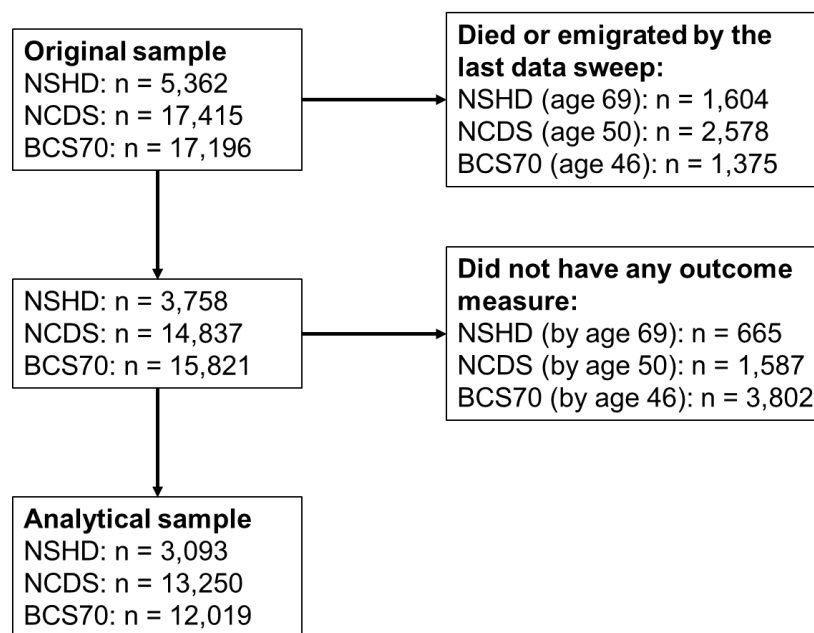 Original sample
NSHD: n = 5,362
NCDS: n = 17,415
BCS70: n = 17,196
Died or emigrated by the
last data sweep:
NSHD (age 69): n = 1,604
NCDS (age 50): n = 2,578
BCS70 (age 46): n = 1,375
NSHD: n = 3,758
NCDS: n = 14,837
BCS70: n = 15,821
Did not have any outcome
measure:
NSHD (by age 69): n = 665
NCDS (by age 50): n = 1,587
BCS70 (by age 46): n = 3,802
Analytical sample
NSHD: n = 3,093
NCDS: n = 13,250
BCS70: n = 12,019